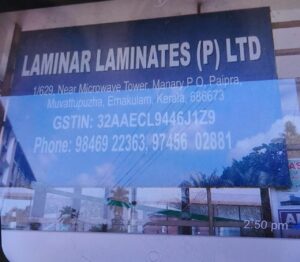 LAMINAR LAMINATES (P) LTD
1/629, Near Microwave Tower, Manary P.O, Paipra,
Muvattupuzha, Ernakulam, Kerala, 686673
GSTIN: 32AAECL9446J1Z9
Phone: 98469 22363, 97456 02881
2:50 pm